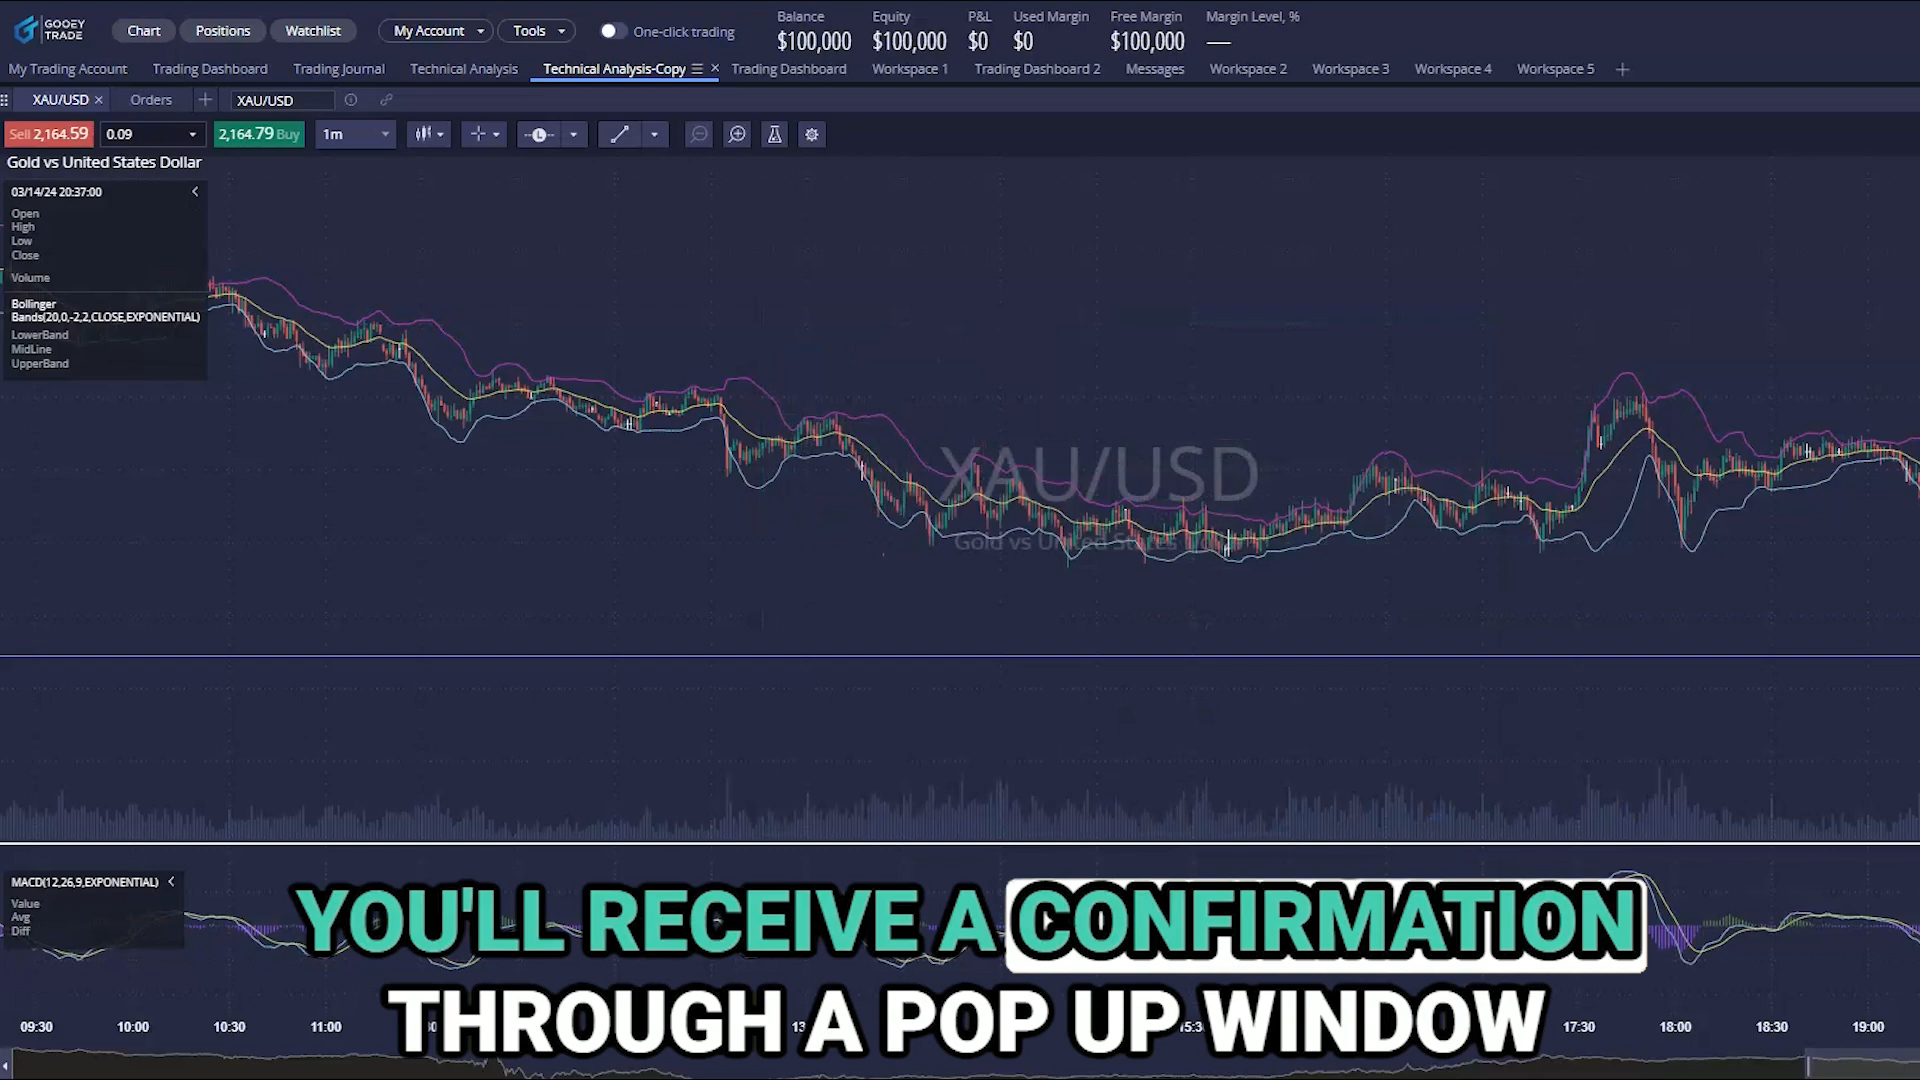 GOOEY
TRADE
Chart Positions Watchlist My Account Tools One-click trading
Balance Equity P&L Used Margin Free Margin Margin Level, %
$100,000 $100,000 $0 $0 $100,000 —
My Trading Account Trading Dashboard Trading Journal Technical Analysis Technical Analysis-Copy Trading Dashboard Workspace 1 Trading Dashboard 2 Messages Workspace 2 Workspace 3 Workspace 4 Workspace 5
XAU/USD Orders XAU/USD
Sell 2,164.59 0.09 2,164.79 Buy 1m
Gold vs United States Dollar
03/14/24 20:37:00
Open
High
Low
Close
Volume
Bollinger
Bands(20,0,-2,2,CLOSE,EXPONENTIAL)
LowerBand
MidLine
UpperBand
XAU/USD
Gold vs United States
MACD(12,26,9,EXPONENTIAL)
Value
Avg
Diff
YOU'LL RECEIVE A CONFIRMATION
THROUGH A POP UP WINDOW
09:30 10:00 10:30 11:00 17:30 18:00 18:30 19:00